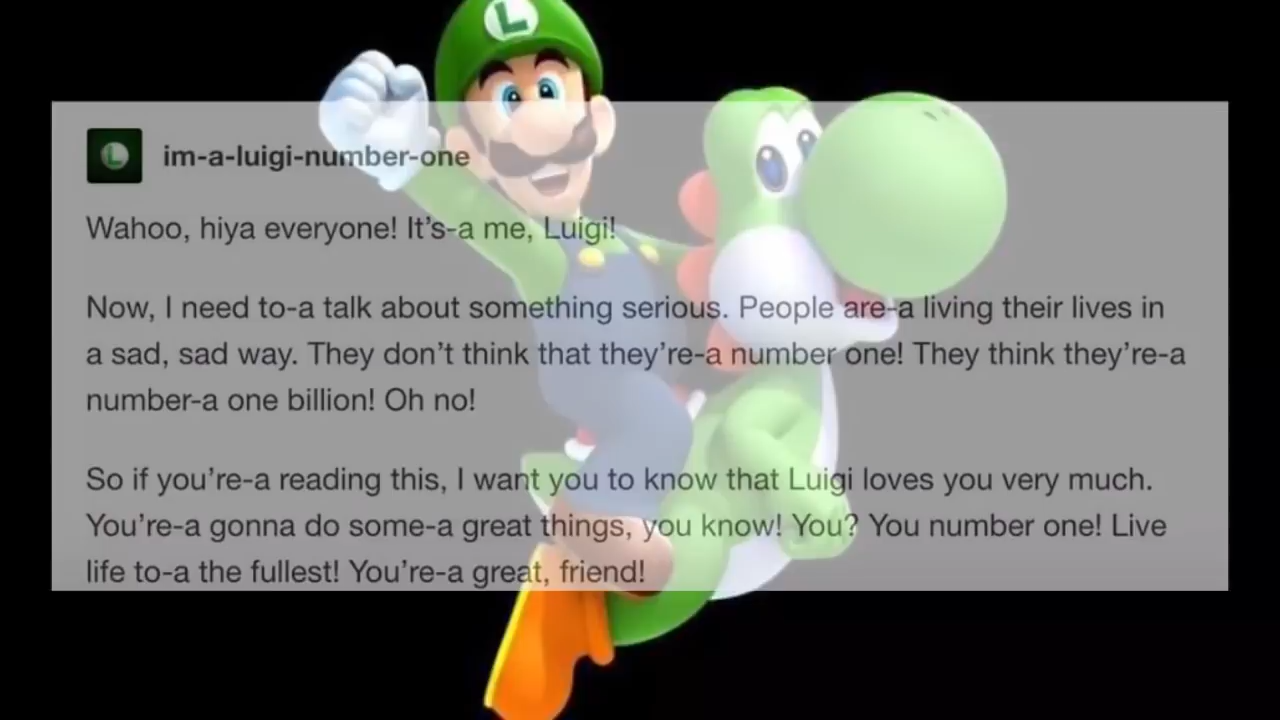 L
L
im-a-luigi-number-one
Wahoo, hiya everyone! It’s-a me, Luigi!
Now, I need to-a talk about something serious. People are-a living their lives in
a sad, sad way. They don’t think that they’re-a number one! They think they’re-a
number-a one billion! Oh no!
So if you’re-a reading this, I want you to know that Luigi loves you very much.
You’re-a gonna do some-a great things, you know! You? You number one! Live
life to-a the fullest! You’re-a great, friend!